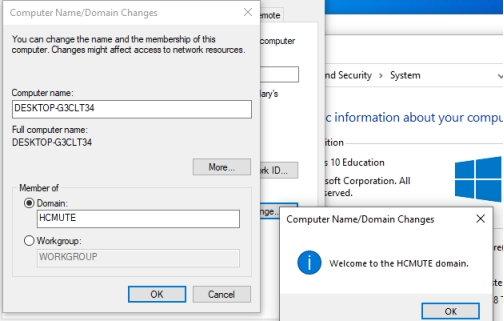 Computer Name/Domain Changes
You can change the name and the membership of this
computer. Changes might affect access to network resources.
Computer name:
DESKTOP-G3CLT34
Full computer name:
DESKTOP-G3CLT34
More...
Member of
Domain:
HCMUTE
Workgroup:
WORKGROUP
OK
Cancel
emote
computer
ary's
rk ID...
nge..
nd Security > System
c information about your compu
ition
s 10 Education
soft Corporation. All
served.
Computer Name/Domain Changes
Welcome to the HCMUTE domain.
OK